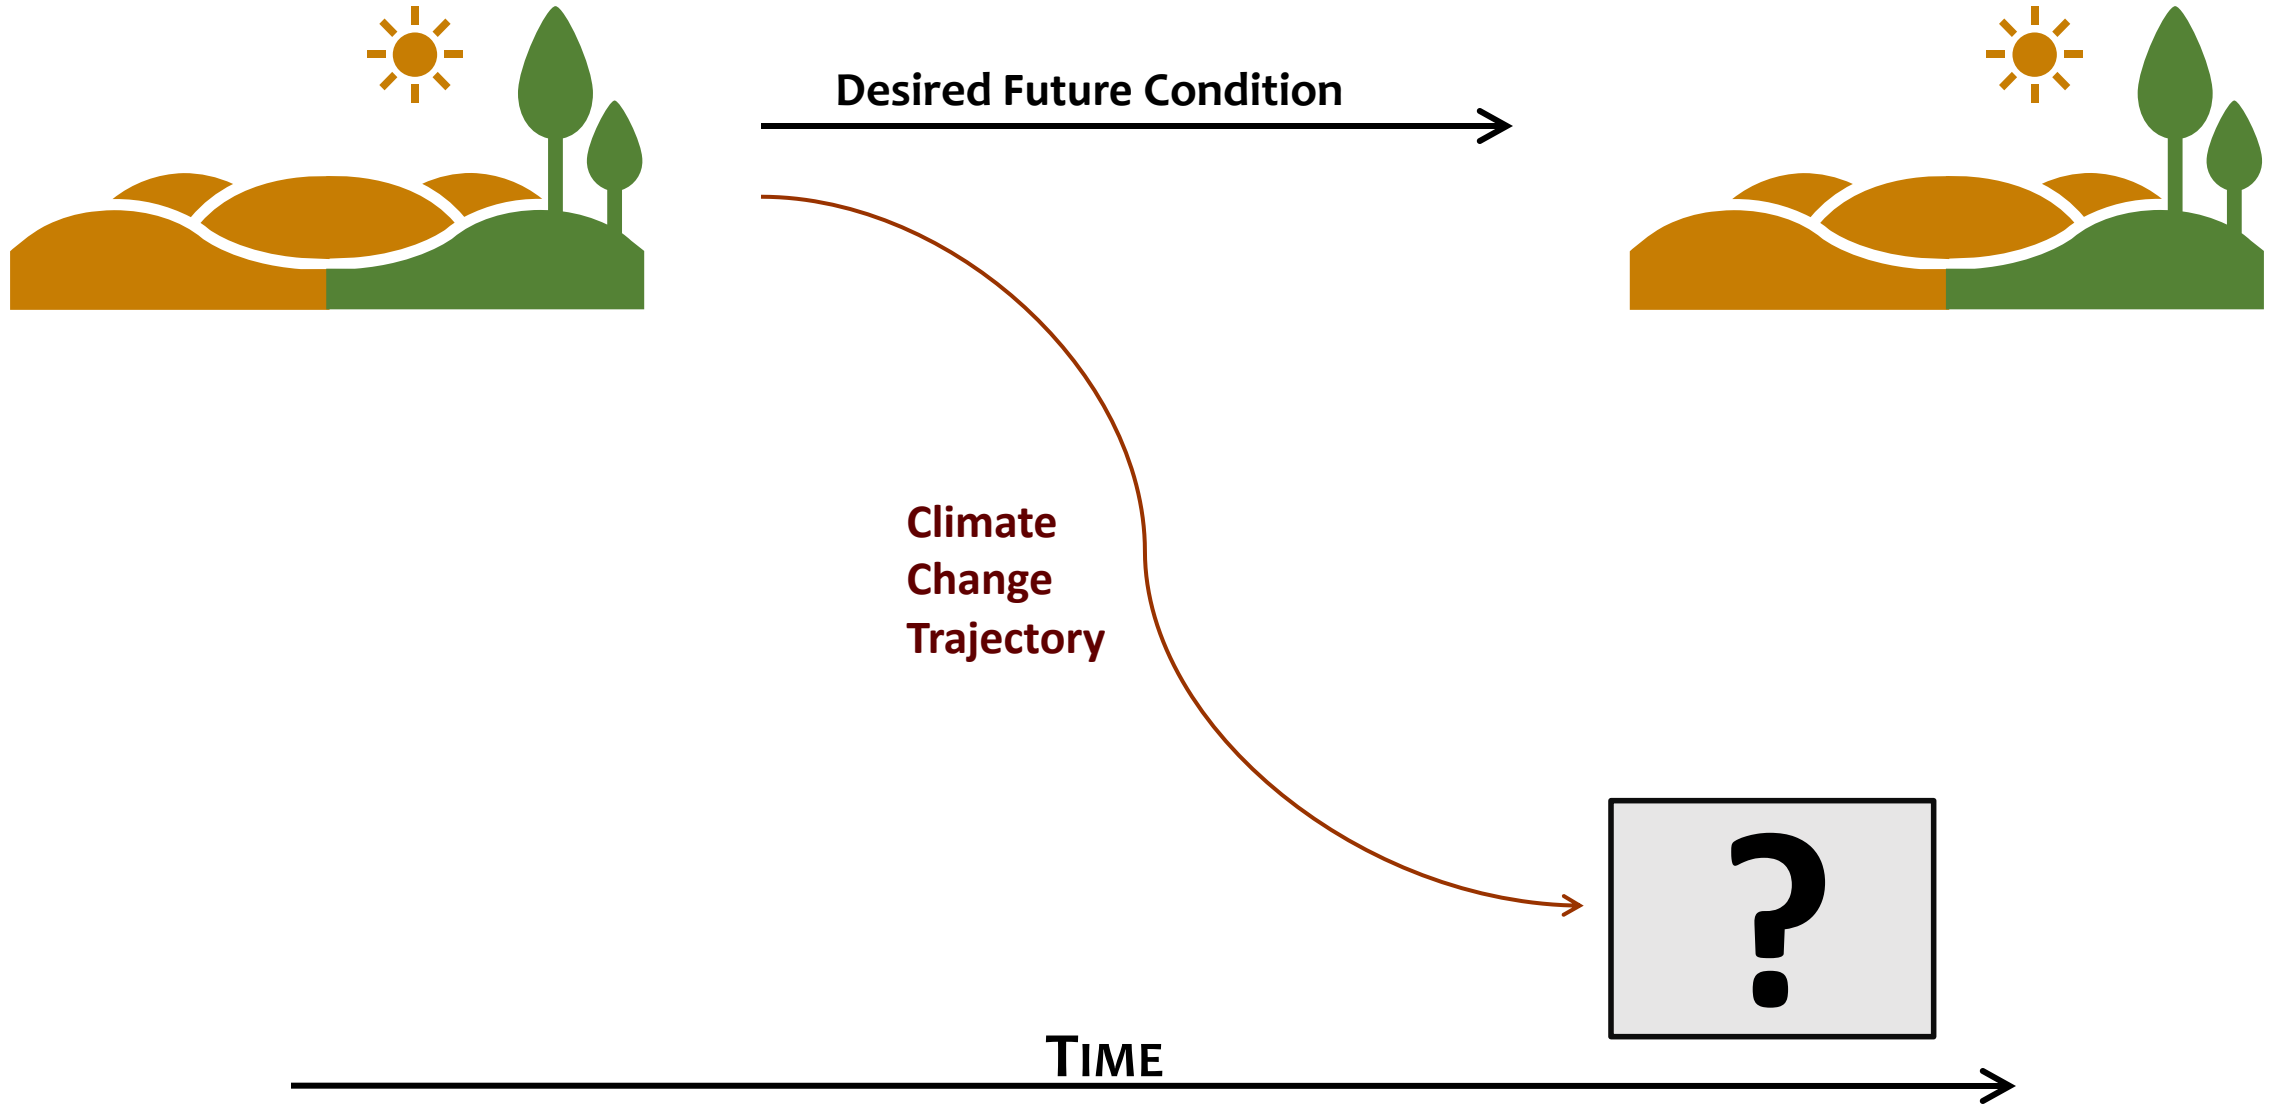 Desired Future Condition
Climate
Change
Trajectory
?
TIME